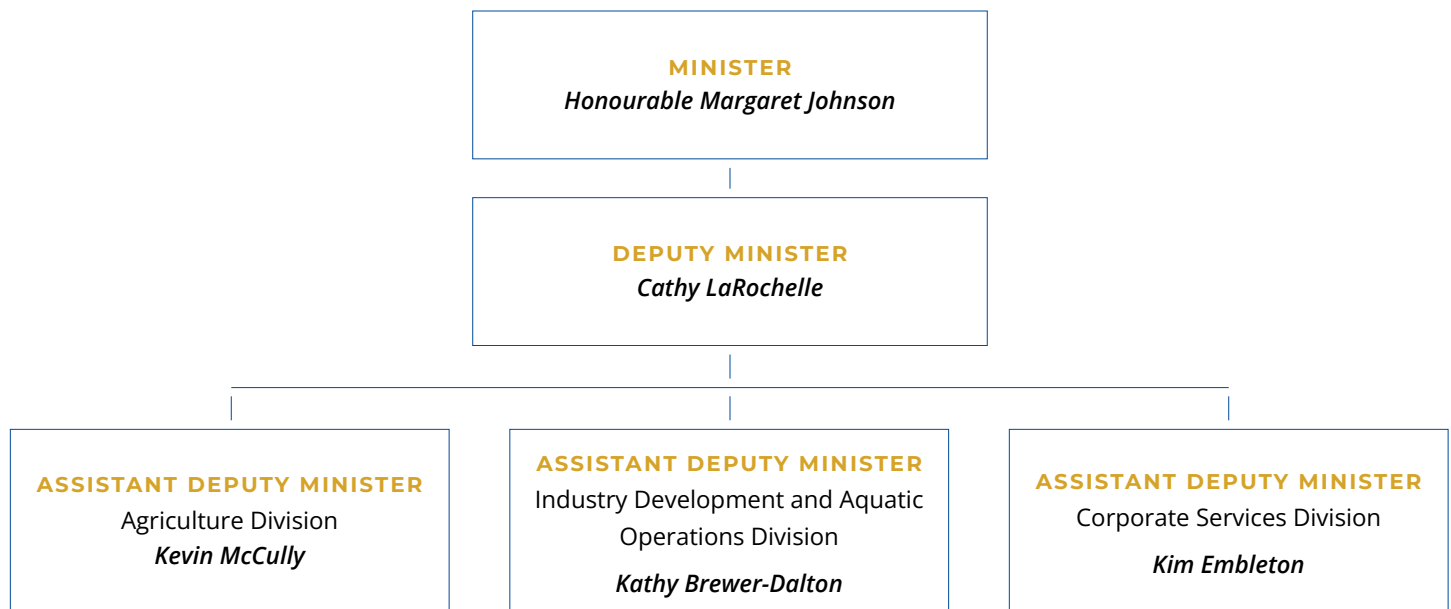 MINISTER
Honourable Margaret Johnson
DEPUTY MINISTER
Cathy LaRochelle
ASSISTANT DEPUTY MINISTER
Agriculture Division
Kevin McCully
ASSISTANT DEPUTY MINISTER
Industry Development and Aquatic
Operations Division
Kathy Brewer-Dalton
ASSISTANT DEPUTY MINISTER
Corporate Services Division
Kim Embleton